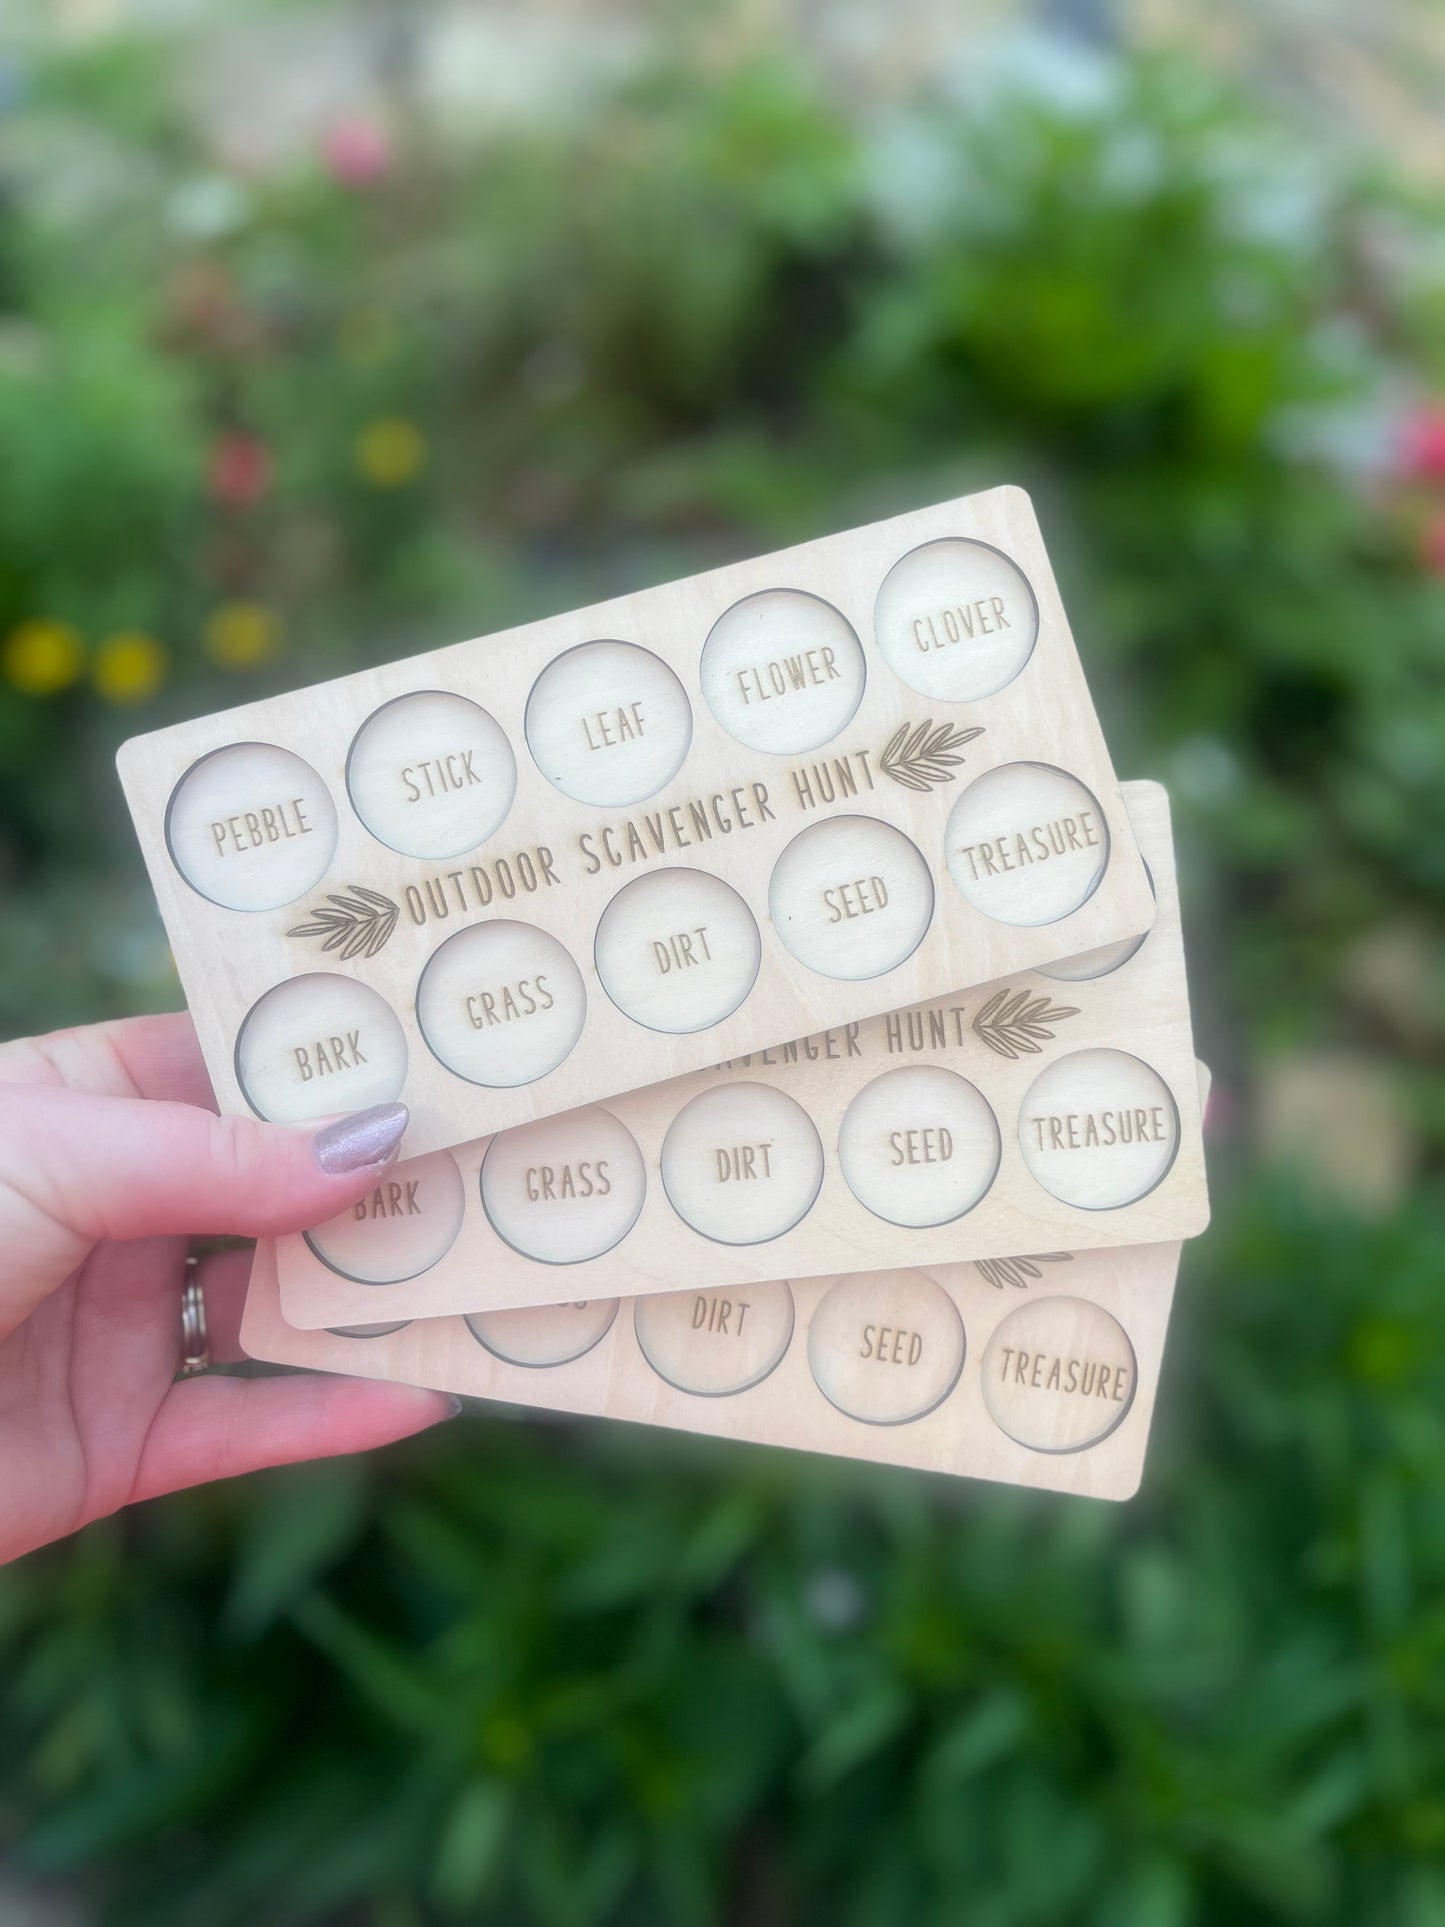 PEBBLE STICK LEAF FLOWER CLOVER
OUTDOOR SCAVENGER HUNT
BARK GRASS DIRT SEED TREASURE
SCAVENGER HUNT
BARK GRASS DIRT SEED TREASURE
DIRT SEED TREASURE